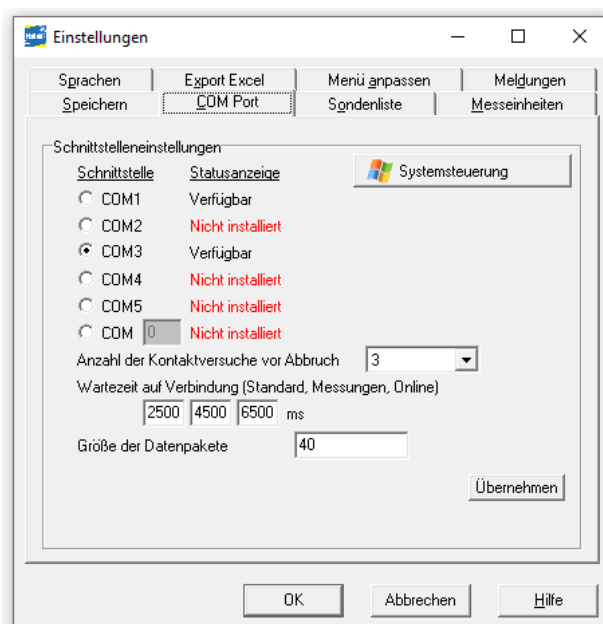 Einstellungen
Sprachen Export Excel Menü anpassen Meldungen
Speichern COM Port Sondenliste Messeinheiten
Schnittstelleneinstellungen
Schnittstelle Statusanzeige Systemsteuerung
COM1 Verfügbar
COM2 Nicht installiert
COM3 Verfügbar
COM4 Nicht installiert
COM5 Nicht installiert
COM 0 Nicht installiert
Anzahl der Kontaktversuche vor Abbruch 3
Wartezeit auf Verbindung (Standard, Messungen, Online)
2500 4500 6500 ms
Größe der Datenpakete 40
Übernehmen
OK Abbrechen Hilfe